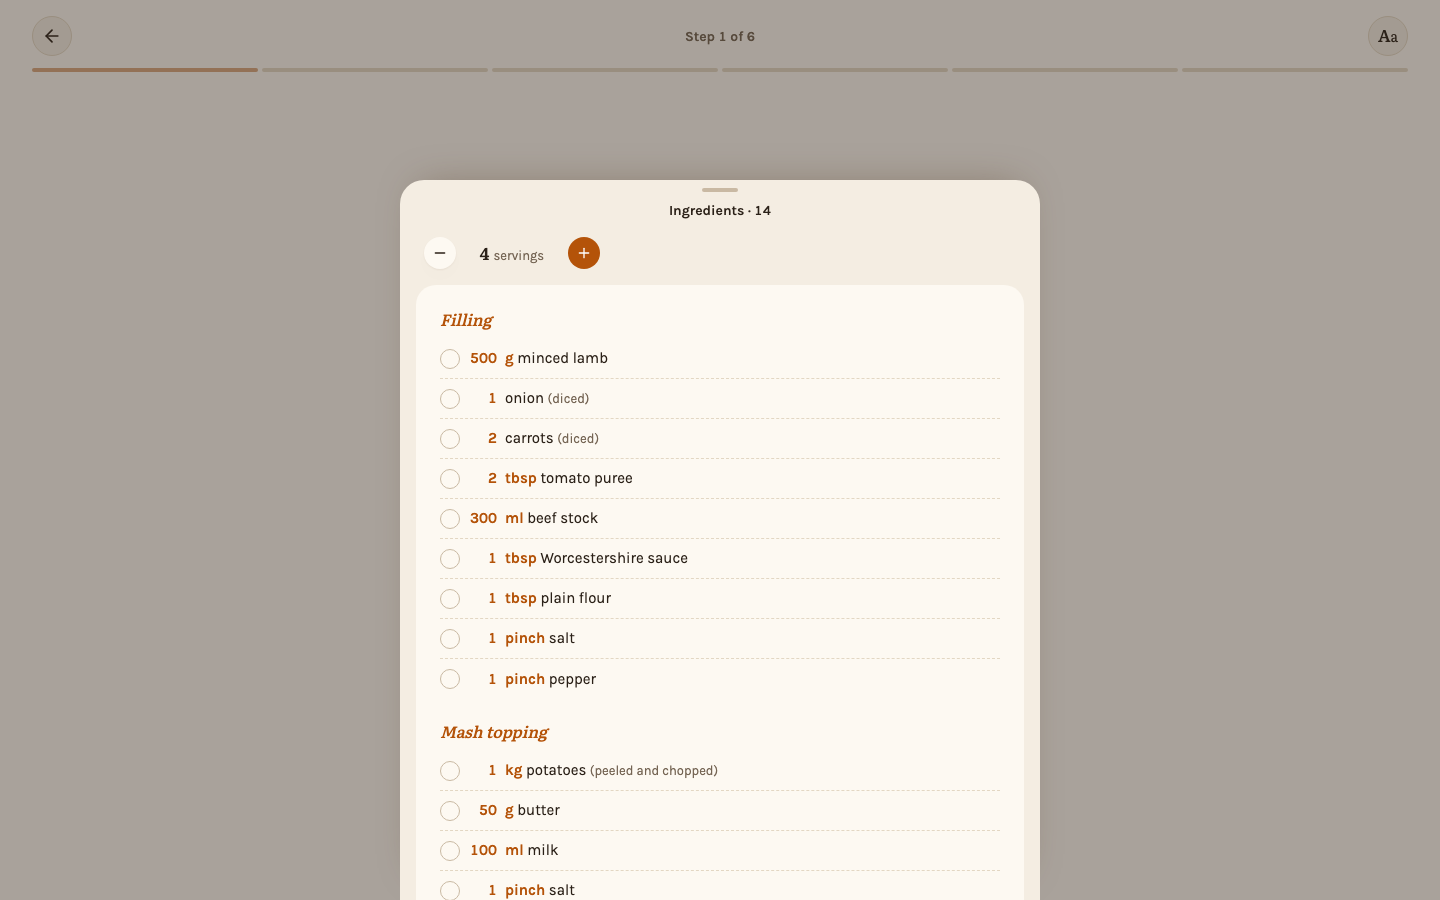 Step 1 of 6
Aa
Ingredients · 14
4 servings
Filling
500 g minced lamb
1 onion (diced)
2 carrots (diced)
2 tbsp tomato puree
300 ml beef stock
1 tbsp Worcestershire sauce
1 tbsp plain flour
1 pinch salt
1 pinch pepper
Mash topping
1 kg potatoes (peeled and chopped)
50 g butter
100 ml milk
1 pinch salt